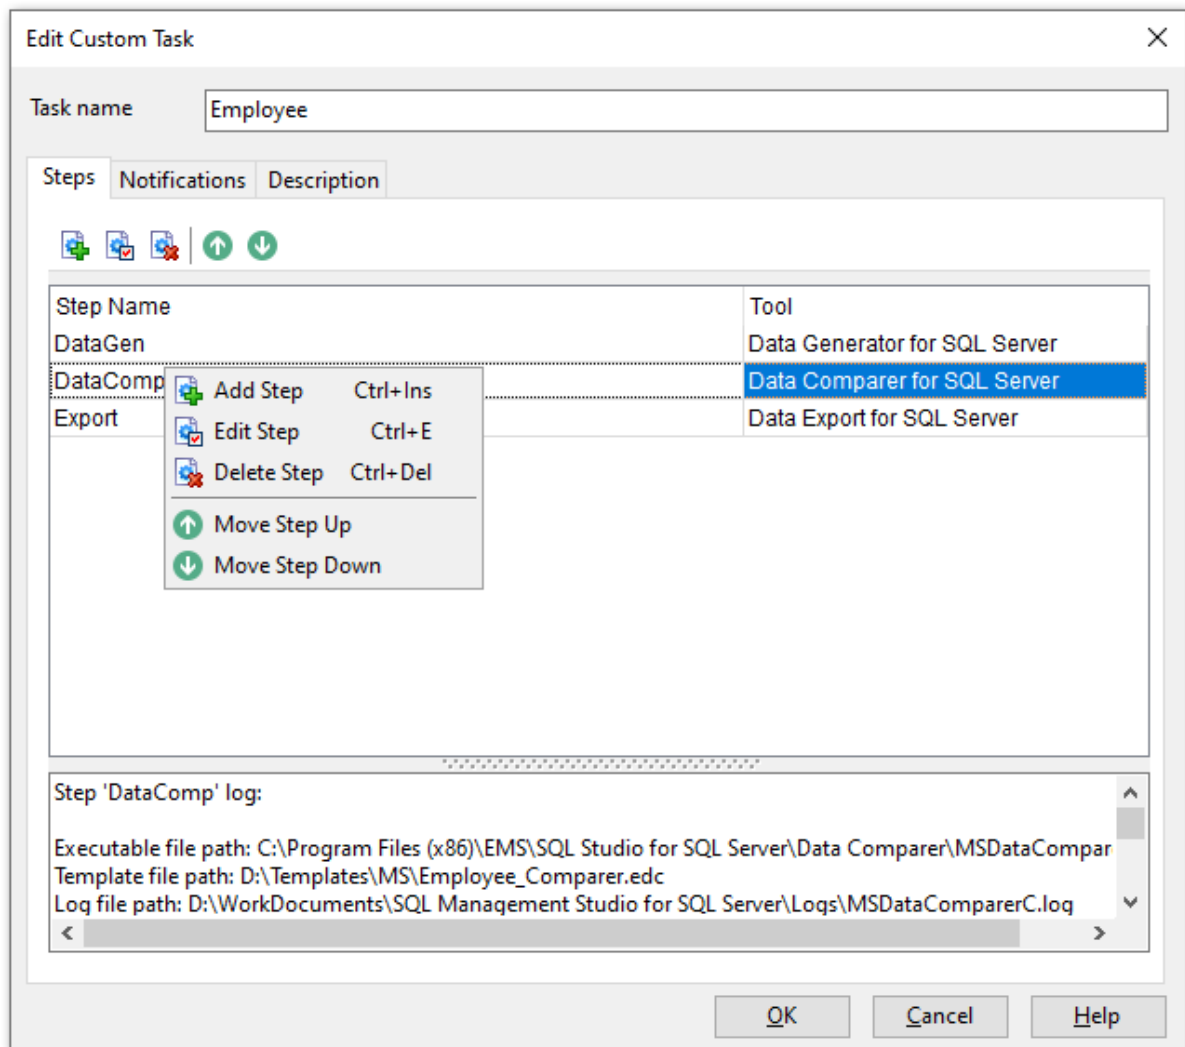 Edit Custom Task
Task name Employee
Steps Notifications Description
Step Name Tool
DataGen Data Generator for SQL Server
DataComp Data Comparer for SQL Server
Export Data Export for SQL Server
Add Step Ctrl+Ins
Edit Step Ctrl+E
Delete Step Ctrl+Del
Move Step Up
Move Step Down
Step 'DataComp' log:
Executable file path: C:\Program Files (x86)\EMS\SQL Studio for SQL Server\Data Comparer\MSDataCompar
Template file path: D:\Templates\MS\Employee_Comparer.edc
Log file path: D:\WorkDocuments\SQL Management Studio for SQL Server\Logs\MSDataComparerC.log
OK Cancel Help